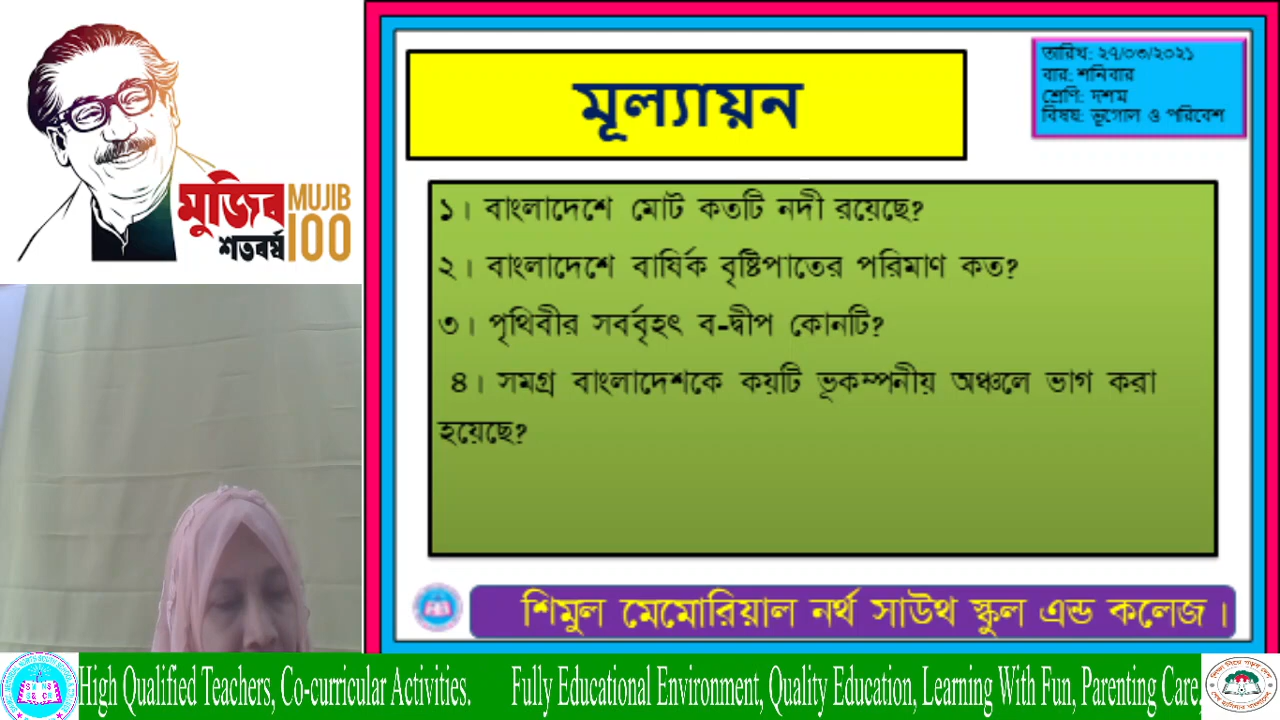 মুজিব
শতবর্ষ
MUJIB
100
মূল্যায়ন
তারিখ: ২৭/০৩/২০২১
বার: শনিবার
শ্রেণি: দশম
বিষয়: ভূগোল ও পরিবেশ
১। বাংলাদেশে মোট কতটি নদী রয়েছে?
২। বাংলাদেশে বার্ষিক বৃষ্টিপাতের পরিমাণ কত?
৩। পৃথিবীর সর্ববৃহৎ ব-দ্বীপ কোনটি?
৪। সমগ্র বাংলাদেশকে কয়টি ভূকম্পনীয় অঞ্চলে ভাগ করা
হয়েছে?
শিমুল মেমোরিয়াল নর্থ সাউথ স্কুল এন্ড কলেজ।
High Qualified Teachers, Co-curricular Activities. Fully Educational Environment, Quality Education, Learning With Fun, Parenting Care,